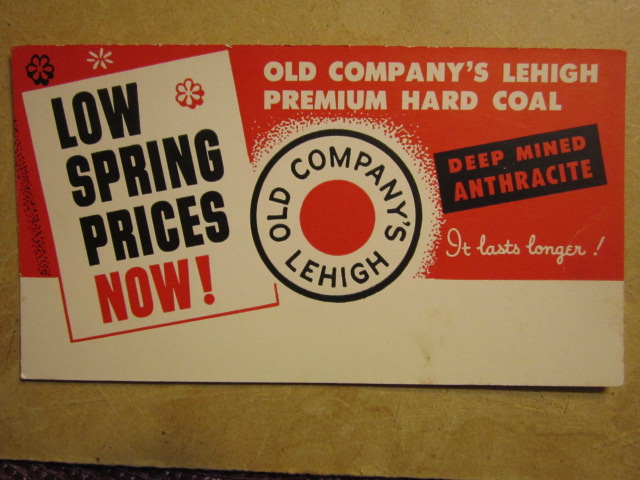 LOW
SPRING
PRICES
NOW!
OLD COMPANY'S LEHIGH
PREMIUM HARD COAL
OLD COMPANY'S
LEHIGH
DEEP MINED
ANTHRACITE
It lasts longer!